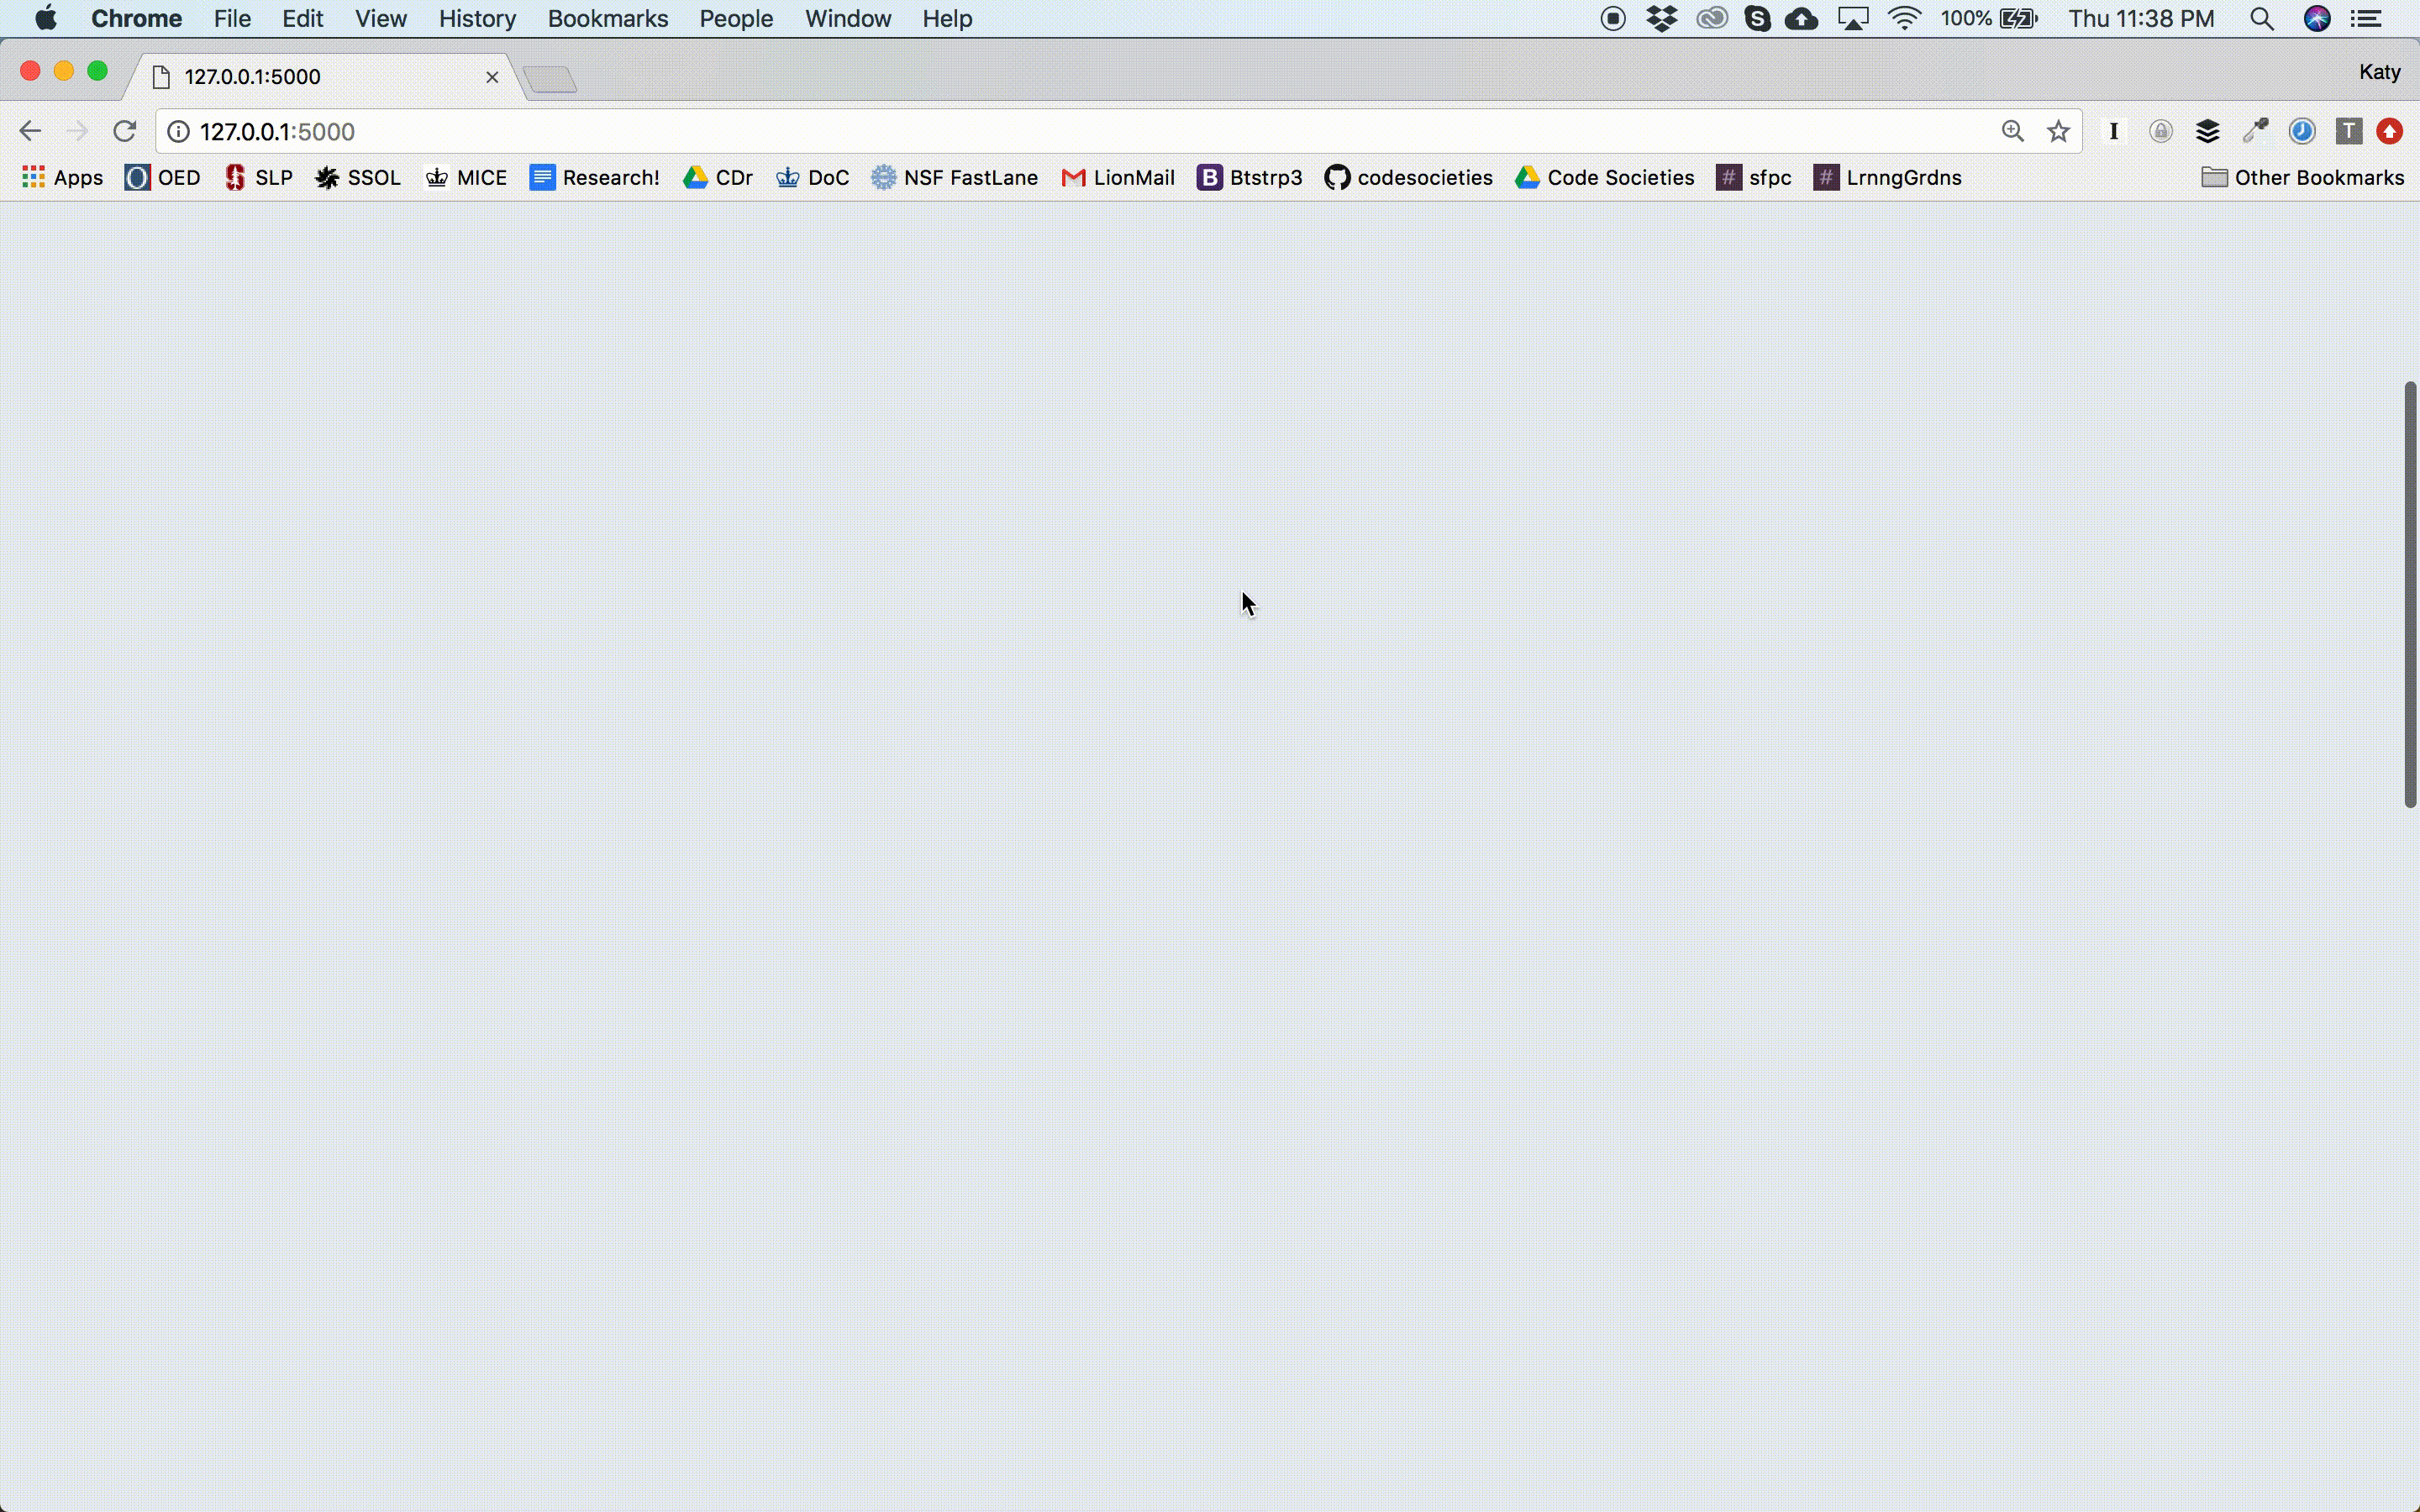 Chrome File Edit View History Bookmarks People Window Help 100% Thu 11:38 PM
127.0.0.1:5000 Katy
127.0.0.1:5000 I T
Apps OED SLP SSOL MICE Research! CDr DoC NSF FastLane LionMail B Btstrp3 codesocieties Code Societies # sfpc # LrnngGrdns Other Bookmarks